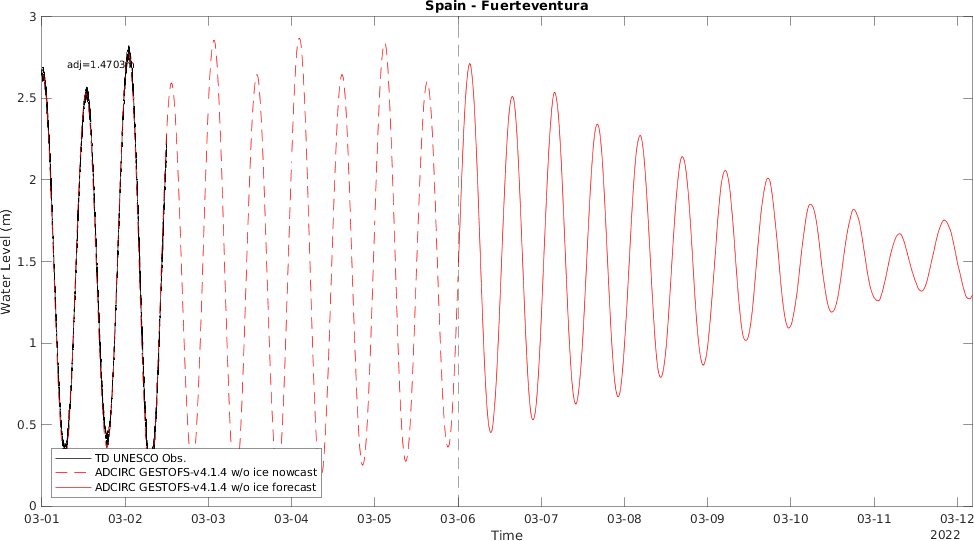 Spain - Fuerteventura
3
adj=1.4703
2.5
2
1.5
1
0.5
0
Water Level (m)
TD UNESCO Obs.
ADCIRC GESTOFS-v4.1.4 w/o ice nowcast
ADCIRC GESTOFS-v4.1.4 w/o ice forecast
03-01 03-02 03-03 03-04 03-05 03-06 03-07 03-08 03-09 03-10 03-11 03-12
Time
2022